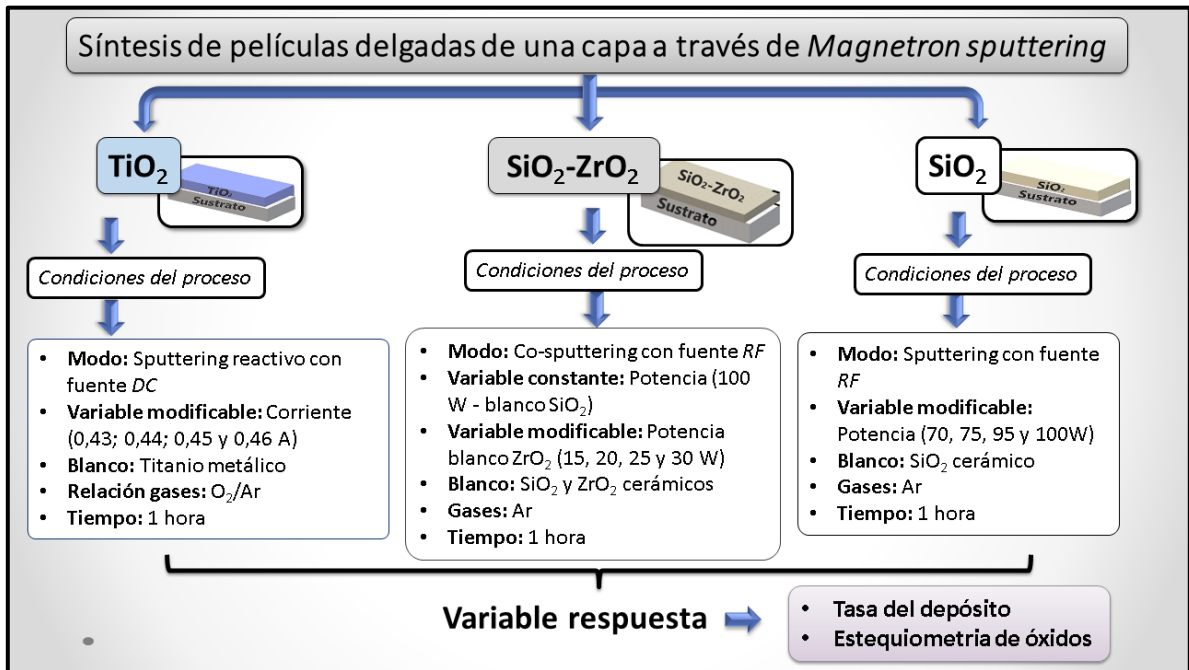 Síntesis de películas delgadas de una capa a través de Magnetron sputtering
TiO₂
TiO₂
Sustrato
Condiciones del proceso
• Modo: Sputtering reactivo con
fuente DC
• Variable modificable: Corriente
(0,43; 0,44; 0,45 y 0,46 A)
• Blanco: Titanio metálico
• Relación gases: O₂/Ar
• Tiempo: 1 hora
SiO₂-ZrO₂
SiO₂-ZrO₂
Sustrato
Condiciones del proceso
• Modo: Co-sputtering con fuente RF
• Variable constante: Potencia (100
W - blanco SiO₂)
• Variable modificable: Potencia
blanco ZrO₂ (15, 20, 25 y 30 W)
• Blanco: SiO₂ y ZrO₂ cerámicos
• Gases: Ar
• Tiempo: 1 hora
SiO₂
SiO₂
Sustrato
Condiciones del proceso
• Modo: Sputtering con fuente
RF
• Variable modificable:
Potencia (70, 75, 95 y 100W)
• Blanco: SiO₂ cerámico
• Gases: Ar
• Tiempo: 1 hora
Variable respuesta
• Tasa del depósito
• Estequiometria de óxidos